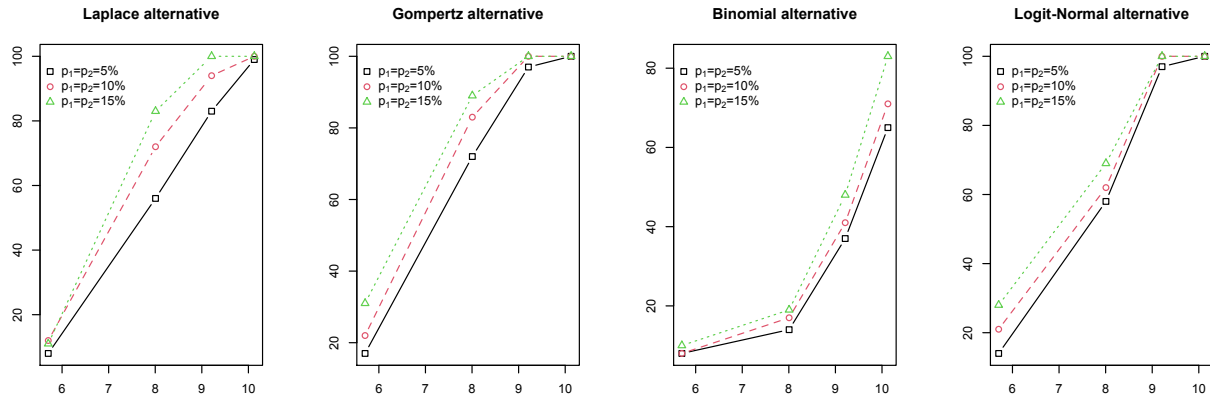 Laplace alternative
p₁=p₂=5%
p₁=p₂=10%
p₁=p₂=15%
20
40
60
80
100
6
7
8
9
10
Gompertz alternative
p₁=p₂=5%
p₁=p₂=10%
p₁=p₂=15%
20
40
60
80
100
6
7
8
9
10
Binomial alternative
p₁=p₂=5%
p₁=p₂=10%
p₁=p₂=15%
20
40
60
80
6
7
8
9
10
Logit-Normal alternative
p₁=p₂=5%
p₁=p₂=10%
p₁=p₂=15%
20
40
60
80
100
6
7
8
9
10